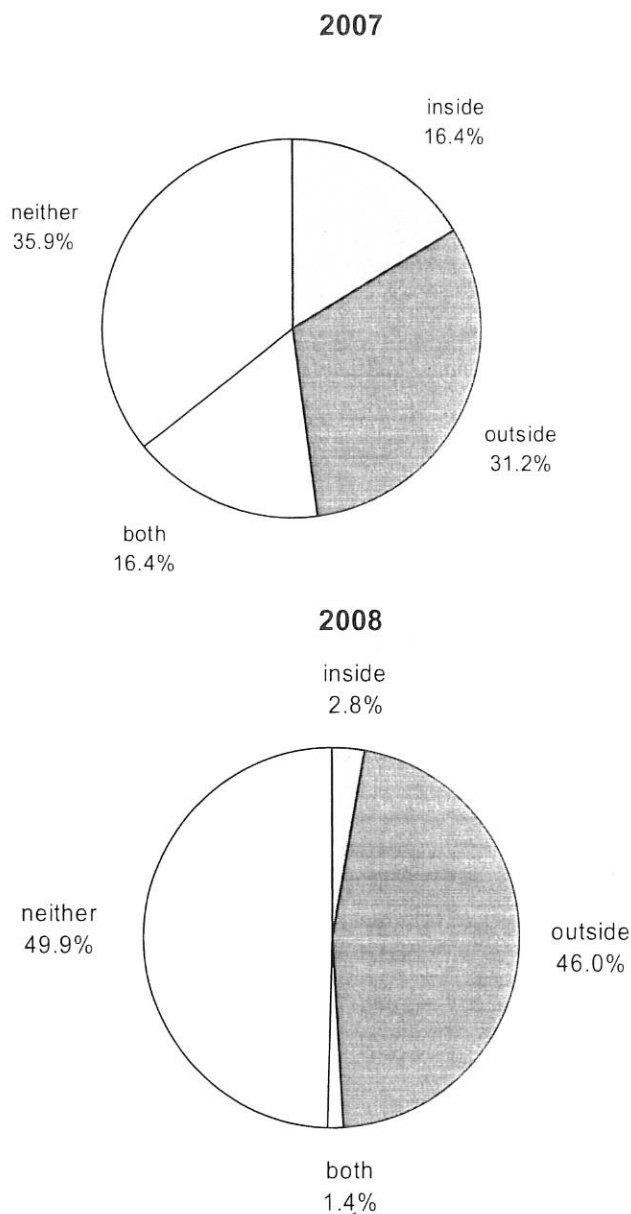 2007
inside
16.4%
neither
35.9%
outside
31.2%
both
16.4%
2008
inside
2.8%
neither
49.9%
outside
46.0%
both
1.4%